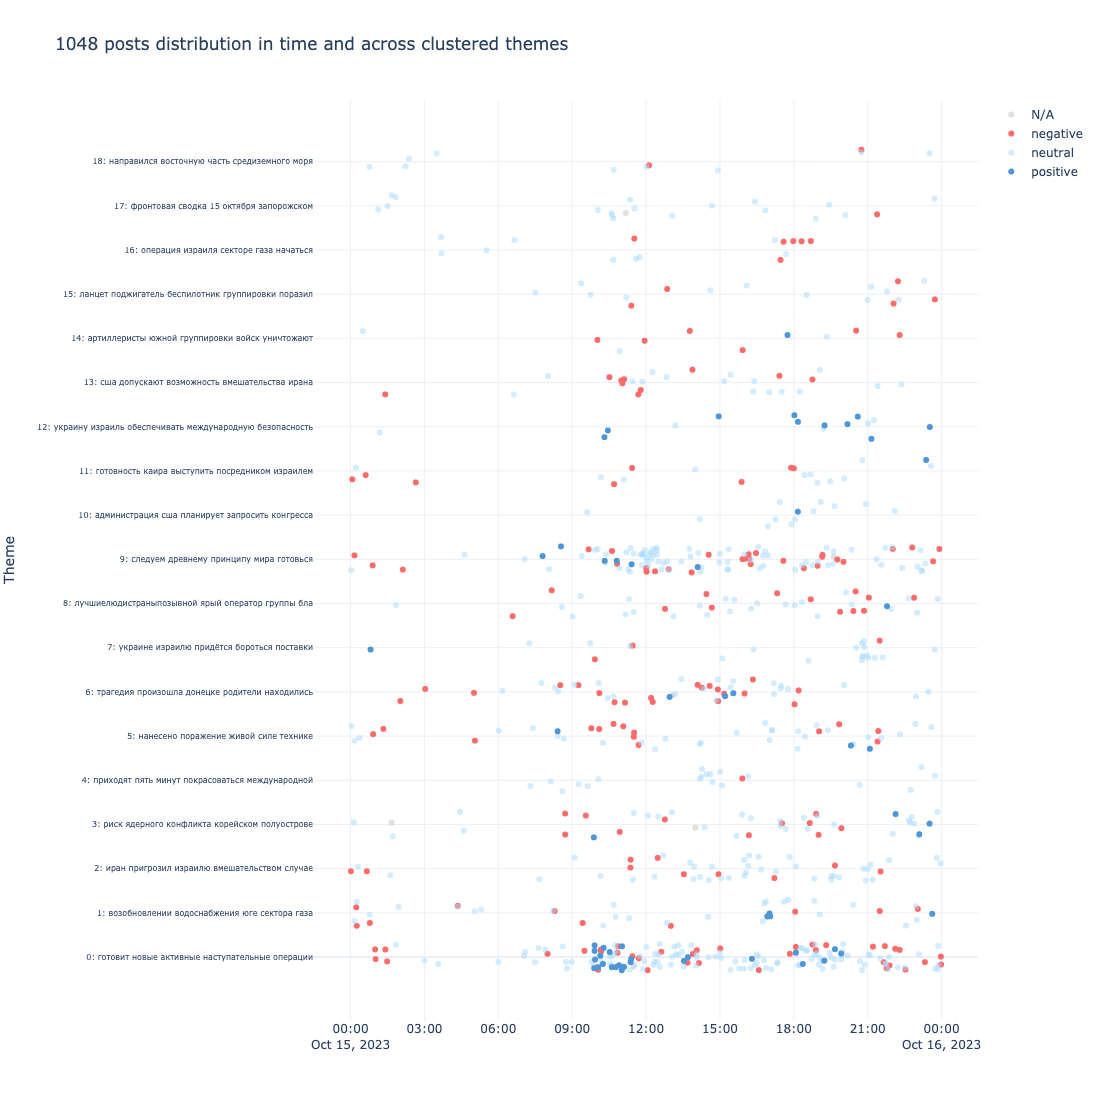 1048 posts distribution in time and across clustered themes
N/A
negative
neutral
positive
Theme
18: направился восточную часть средиземного моря
17: фронтовая сводка 15 октября запорожском
16: операция израиля секторе газа начаться
15: ланцет поджигатель беспилотник группировки поразил
14: артиллеристы южной группировки войск уничтожают
13: сша допускают возможность вмешательства ирана
12: украину израиль обеспечивать международную безопасность
11: готовность каира выступить посредником израилем
10: администрация сша планирует запросить конгресса
9: следуем древнему принципу мира готовься
8: лучшиелюдистраныпозывной ярый оператор группы бла
7: украине израилю придётся бороться поставки
6: трагедия произошла донецке родители находились
5: нанесено поражение живой силе технике
4: приходят пять минут покрасоваться международной
3: риск ядерного конфликта корейском полуострове
2: иран пригрозил израилю вмешательством случае
1: возобновлении водоснабжения юге сектора газа
0: готовит новые активные наступательные операции
00:00 03:00 06:00 09:00 12:00 15:00 18:00 21:00 00:00
Oct 15, 2023 Oct 16, 2023